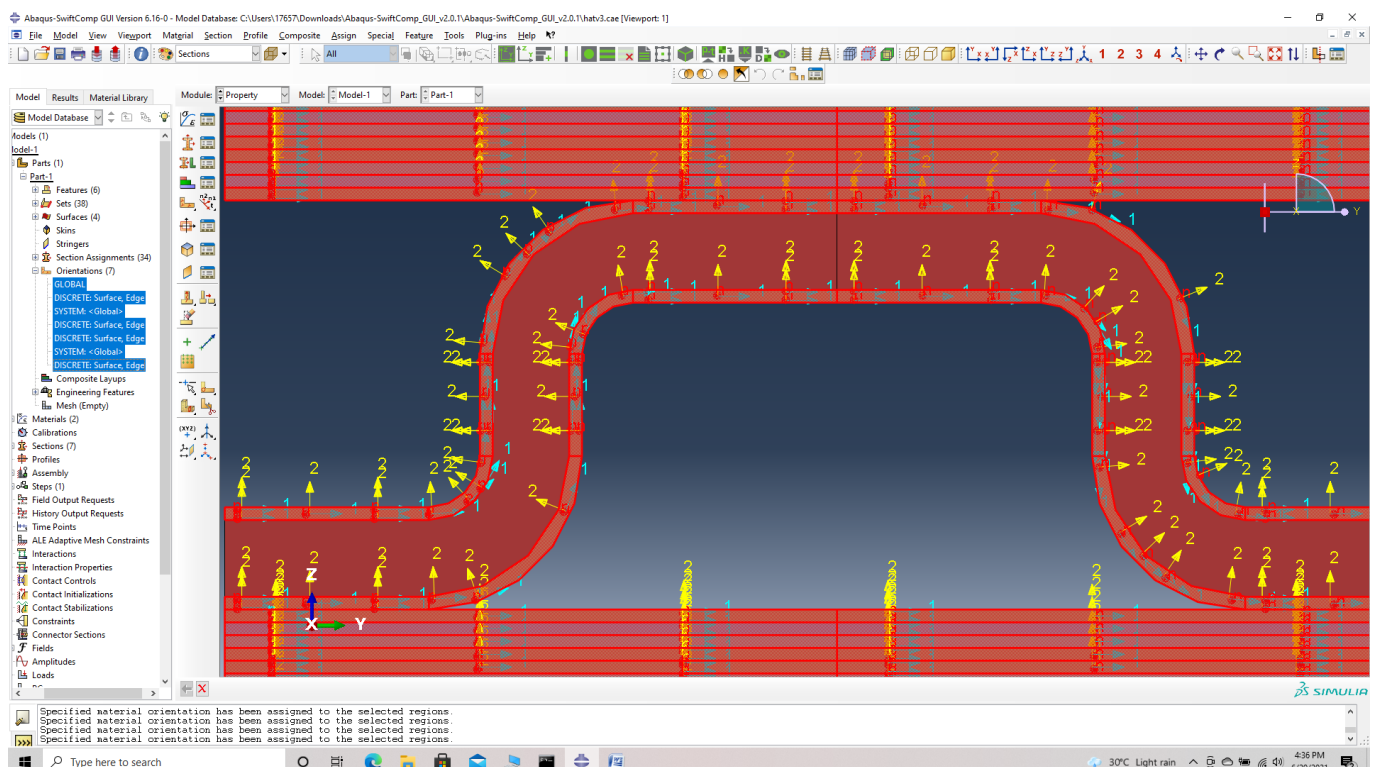 Abaqus-SwiftComp GUI Version 6.16-0 - Model Database: C:\Users\17657\Downloads\Abaqus-SwiftComp_GUI_v2.0.1\Abaqus-SwiftComp_GUI_v2.0.1\hatv3.cae [Viewport: 1]
File Model View Viewport Material Section Profile Composite Assign Special Feature Tools Plug-ins Help
Sections All 1 2 3 4
Model Results Material Library Module: Property Model: Model-1 Part: Part-1
Model Database
Models (1)
lodel-1
Parts (1)
Part-1
Features (6)
Sets (38)
Surfaces (4)
Skins
Stringers
Section Assignments (34)
Orientations (7)
GLOBAL
DISCRETE: Surface, Edge
SYSTEM: <Global>
DISCRETE: Surface, Edge
DISCRETE: Surface, Edge
SYSTEM: <Global>
DISCRETE: Surface, Edge
Composite Layups
Engineering Features
Mesh (Empty)
Materials (2)
Calibrations
Sections (7)
Profiles
Assembly
Steps (1)
Field Output Requests
History Output Requests
Time Points
ALE Adaptive Mesh Constraints
Interactions
Interaction Properties
Contact Controls
Contact Initializations
Contact Stabilizations
Constraints
Connector Sections
Fields
Amplitudes
Loads
Z
X Y
Y
SIMULIA
Specified material orientation has been assigned to the selected regions.
Specified material orientation has been assigned to the selected regions.
Specified material orientation has been assigned to the selected regions.
Specified material orientation has been assigned to the selected regions.
Type here to search
30°C Light rain
4:36 PM